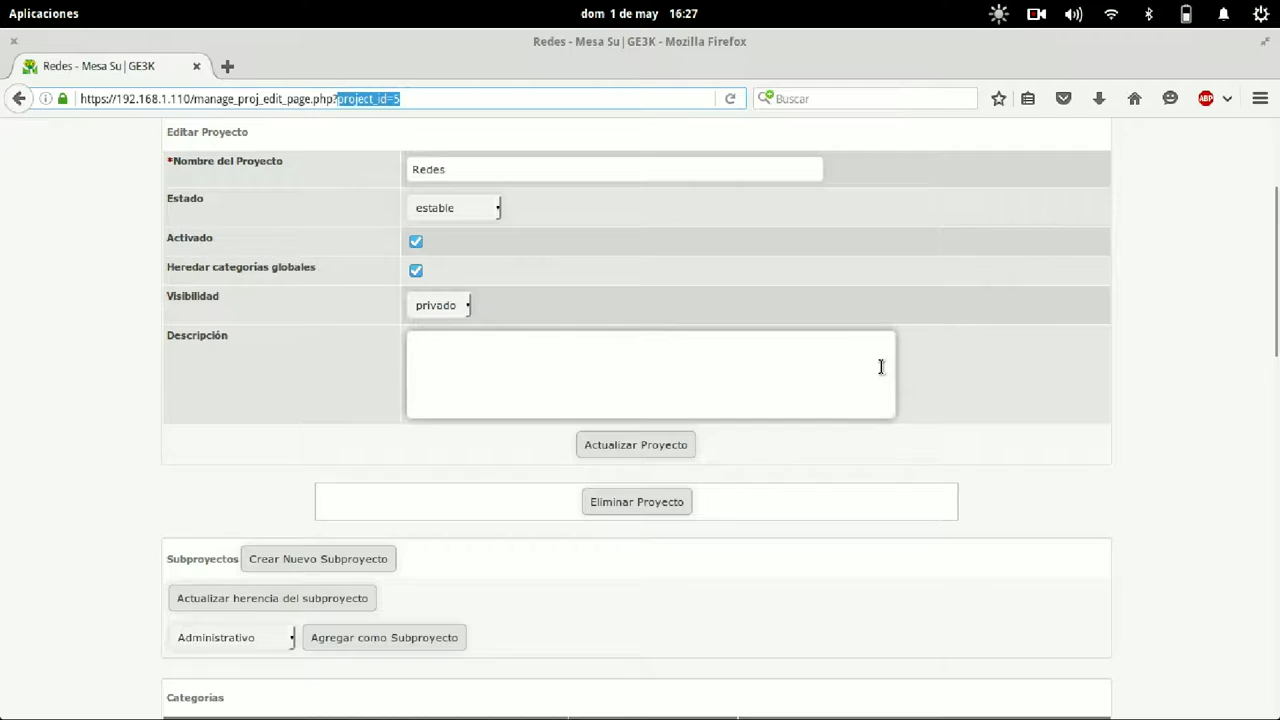 Aplicaciones
dom 1 de may 16:27
Redes - Mesa Su|GE3K - Mozilla Firefox
Redes - Mesa Su|GE3K
https://192.168.1.110/manage_proj_edit_page.php?project_id=5
Buscar
ABP
Editar Proyecto
*Nombre del Proyecto
Redes
Estado
estable
Activado
Heredar categorías globales
Visibilidad
privado
Descripción
Actualizar Proyecto
Eliminar Proyecto
Subproyectos
Crear Nuevo Subproyecto
Actualizar herencia del subproyecto
Administrativo
Agregar como Subproyecto
Categorías